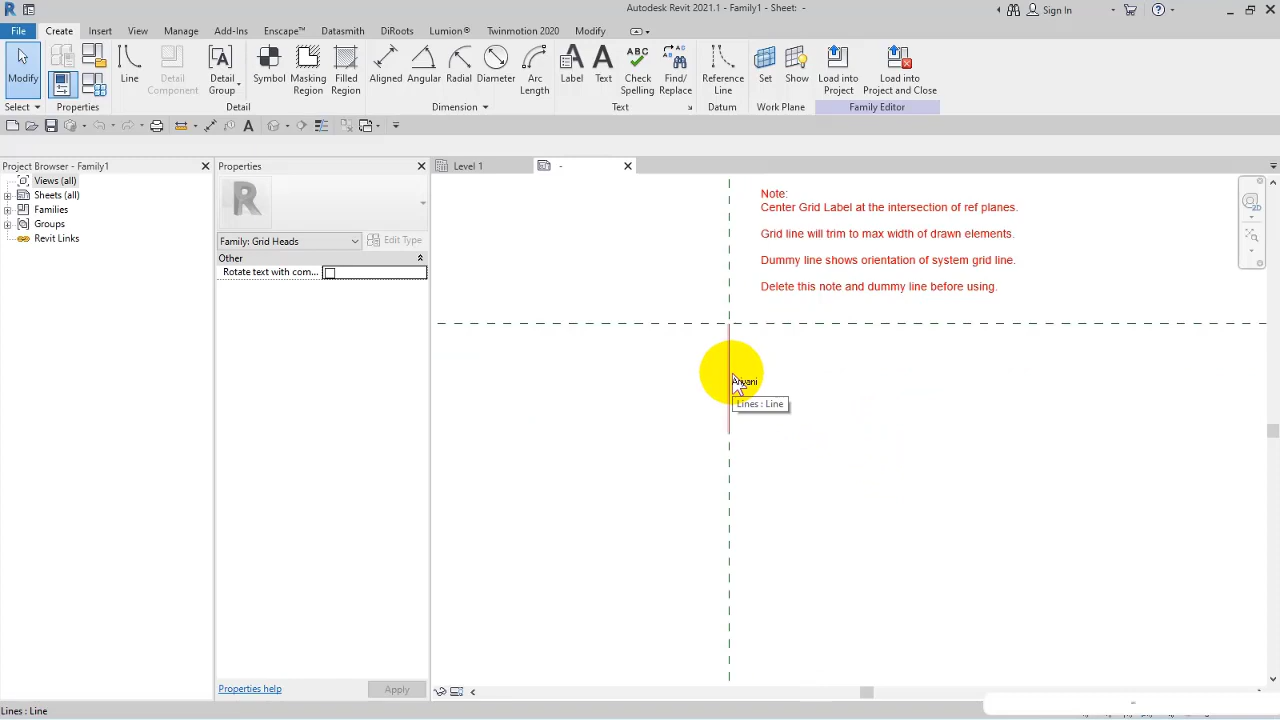 Autodesk Revit 2021.1 - Family1 - Sheet: -
Sign In
File Create Insert View Manage Add-Ins Enscape™ Datasmith DiRoots Lumion® Twinmotion 2020 Modify
Modify
Line
Detail Component
Detail Group
Symbol
Masking Region
Filled Region
Aligned
Angular
Radial
Diameter
Arc Length
Label
Text
Check Spelling
Find/ Replace
Reference Line
Set
Show
Load into Project
Load into Project and Close
Select Properties Detail Dimension Text Datum Work Plane Family Editor
Project Browser - Family1
Views (all)
Sheets (all)
Families
Groups
Revit Links
Properties
Family: Grid Heads
Edit Type
Other
Rotate text with com...
Properties help
Apply
Level 1
-
Note:
Center Grid Label at the intersection of ref planes.
Grid line will trim to max width of drawn elements.
Dummy line shows orientation of system grid line.
Delete this note and dummy line before using.
Lines : Line
2D
Lines : Line